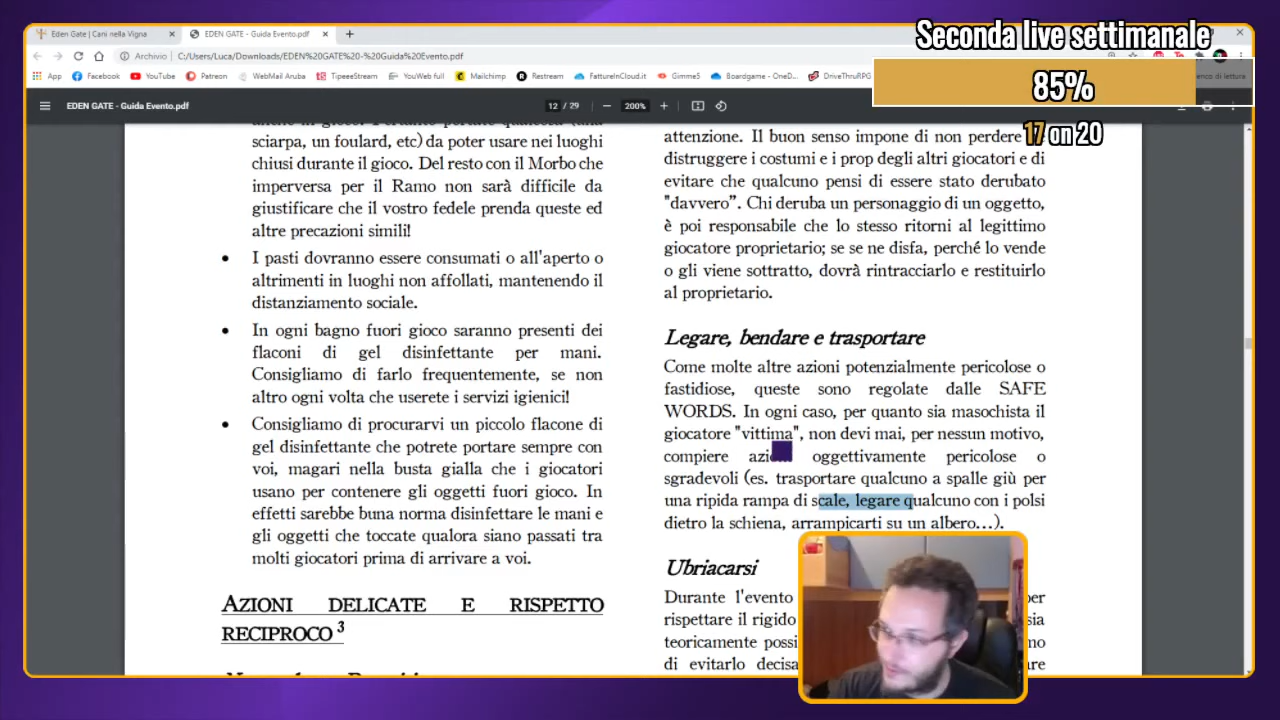 Seconda live settimanale
85%
17 on 20
Eden Gate | Cani nella Vigna
EDEN GATE - Guida Evento.pdf
Archivio
C:/Users/Luca/Downloads/EDEN%20GATE%20-%20Guida%20Evento.pdf
App
Facebook
YouTube
Patreon
WebMail Aruba
TipeeeStream
YouWeb full
Mailchimp
Restream
FattureInCloud.it
Gimme5
Boardgame - OneD...
DriveThruRPG
enco di lettura
EDEN GATE - Guida Evento.pdf
12 / 29
200%
sciarpa, un foulard, etc) da poter usare nei luoghi
chiusi durante il gioco. Del resto con il Morbo che
imperversa per il Ramo non sarà difficile da
giustificare che il vostro fedele prenda queste ed
altre precazioni simili!
• I pasti dovranno essere consumati o all'aperto o
altrimenti in luoghi non affollati, mantenendo il
distanziamento sociale.
• In ogni bagno fuori gioco saranno presenti dei
flaconi di gel disinfettante per mani.
Consigliamo di farlo frequentemente, se non
altro ogni volta che userete i servizi igienici!
• Consigliamo di procurarvi un piccolo flacone di
gel disinfettante che potrete portare sempre con
voi, magari nella busta gialla che i giocatori
usano per contenere gli oggetti fuori gioco. In
effetti sarebbe buna norma disinfettare le mani e
gli oggetti che toccate qualora siano passati tra
molti giocatori prima di arrivare a voi.
AZIONI DELICATE E RISPETTO
RECIPROCO 3
attenzione. Il buon senso impone di non perdere
distruggere i costumi e i prop degli altri giocatori e di
evitare che qualcuno pensi di essere stato derubato
"davvero". Chi deruba un personaggio di un oggetto,
è poi responsabile che lo stesso ritorni al legittimo
giocatore proprietario; se se ne disfa, perché lo vende
o gli viene sottratto, dovrà rintracciarlo e restituirlo
al proprietario.
Legare, bendare e trasportare
Come molte altre azioni potenzialmente pericolose o
fastidiose, queste sono regolate dalle SAFE
WORDS. In ogni caso, per quanto sia masochista il
giocatore "vittima", non devi mai, per nessun motivo,
compiere azi oggettivamente pericolose o
sgradevoli (es. trasportare qualcuno a spalle giù per
una ripida rampa di scale, legare qualcuno con i polsi
dietro la schiena, arrampicarti su un albero...).
Ubriacarsi
Durante l'evento per
rispettare il rigido sia
teoricamente possi mo
di evitarlo decisa re